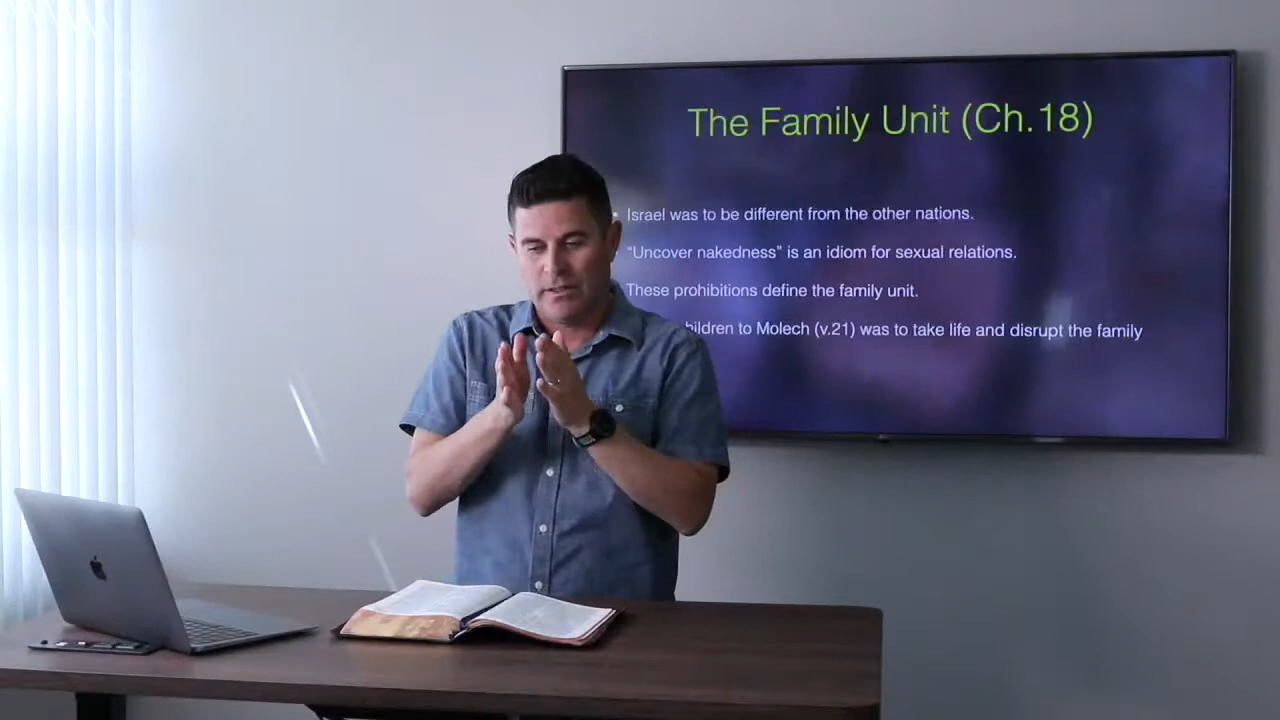 The Family Unit (Ch.18)
Israel was to be different from the other nations.
“Uncover nakedness” is an idiom for sexual relations.
These prohibitions define the family unit.
to Molech (v.21) was to take life and disrupt the family